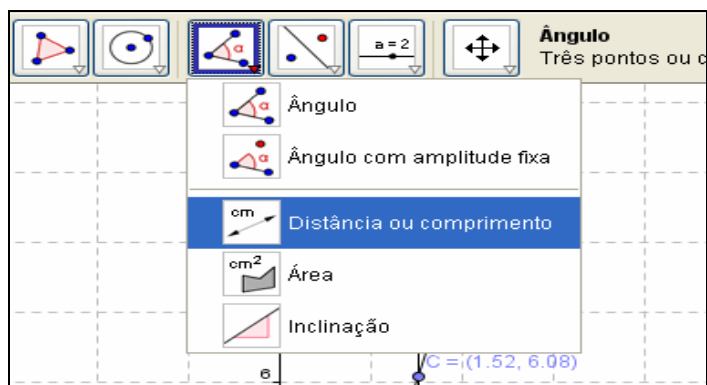 Ângulo
Três pontos ou c
α
a = 2
α
Ângulo
α
Ângulo com amplitude fixa
cm
Distância ou comprimento
cm²
Área
Inclinação
C = (1.52, 6.08)
6